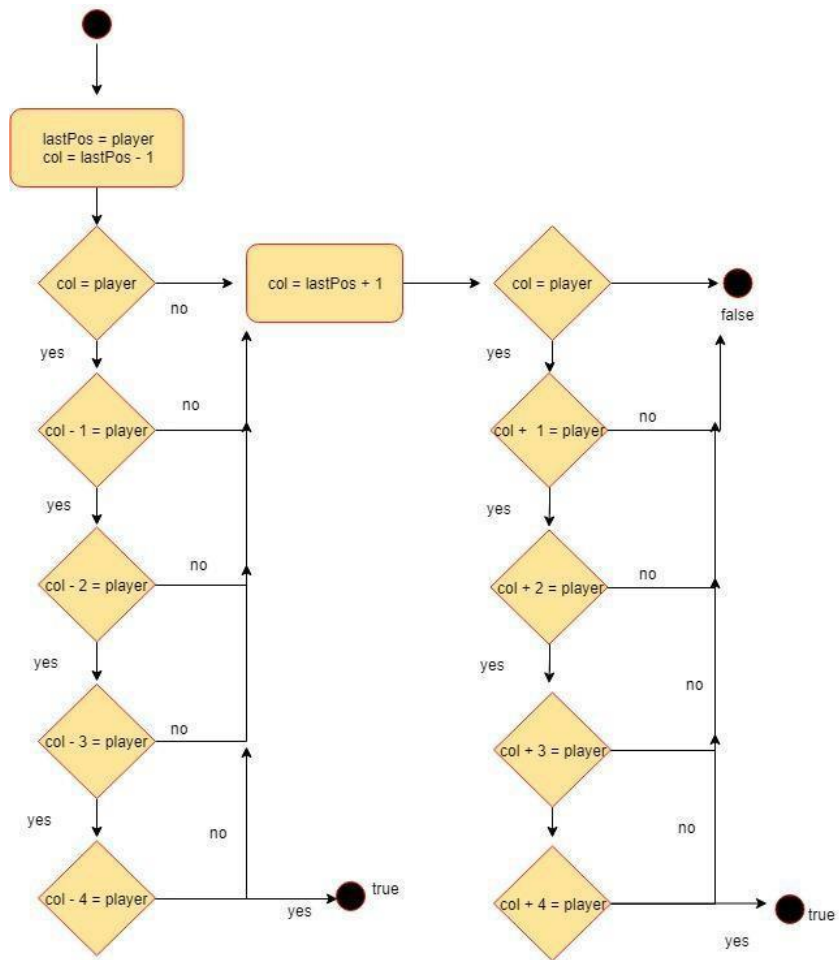 lastPos = player
col = lastPos - 1
col = player
no
col = lastPos + 1
col = player
false
yes
yes
no
col - 1 = player
col + 1 = player
no
yes
yes
no
col - 2 = player
col + 2 = player
no
yes
yes
no
no
col - 3 = player
col + 3 = player
yes
no
no
col - 4 = player
true
yes
col + 4 = player
true
yes